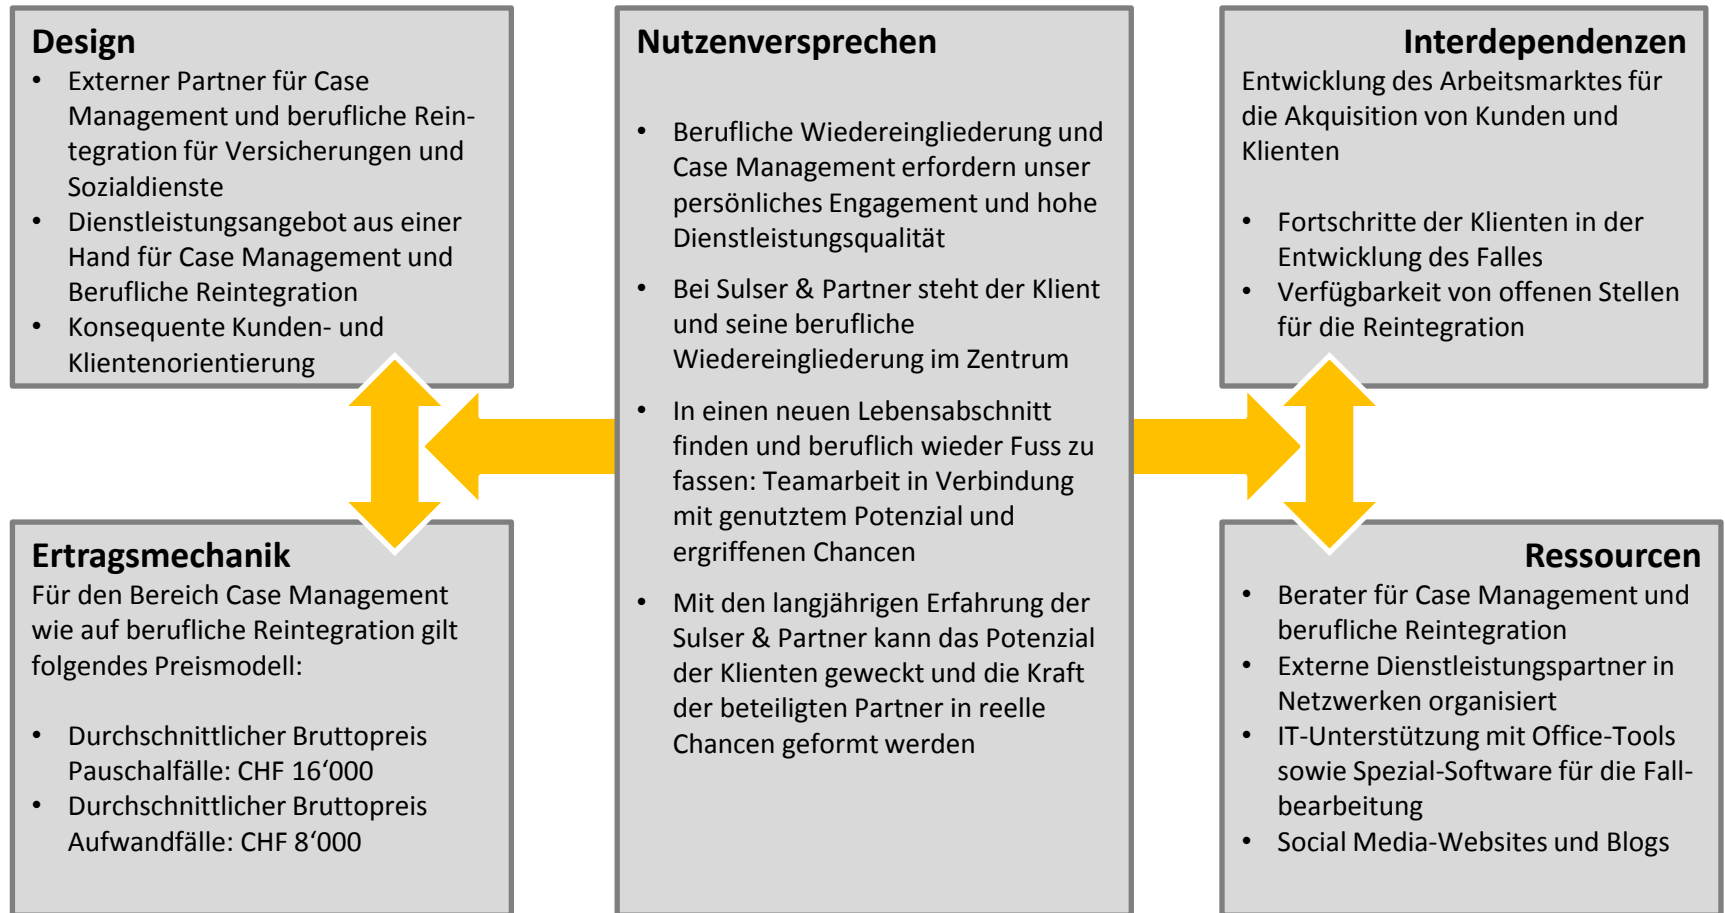 Design
• Externer Partner für Case
Management und berufliche Rein-
tegration für Versicherungen und
Sozialdienste
• Dienstleistungsangebot aus einer
Hand für Case Management und
Berufliche Reintegration
• Konsequente Kunden- und
Klientenorientierung
Ertragsmechanik
Für den Bereich Case Management
wie auf berufliche Reintegration gilt
folgendes Preismodell:
• Durchschnittlicher Bruttopreis
Pauschalfälle: CHF 16‘000
• Durchschnittlicher Bruttopreis
Aufwandfälle: CHF 8‘000
Nutzenversprechen
• Berufliche Wiedereingliederung und
Case Management erfordern unser
persönliches Engagement und hohe
Dienstleistungsqualität
• Bei Sulser & Partner steht der Klient
und seine berufliche
Wiedereingliederung im Zentrum
• In einen neuen Lebensabschnitt
finden und beruflich wieder Fuss zu
fassen: Teamarbeit in Verbindung
mit genutztem Potenzial und
ergriffenen Chancen
• Mit den langjährigen Erfahrung der
Sulser & Partner kann das Potenzial
der Klienten geweckt und die Kraft
der beteiligten Partner in reelle
Chancen geformt werden
Interdependenzen
Entwicklung des Arbeitsmarktes für
die Akquisition von Kunden und
Klienten
• Fortschritte der Klienten in der
Entwicklung des Falles
• Verfügbarkeit von offenen Stellen
für die Reintegration
Ressourcen
• Berater für Case Management und
berufliche Reintegration
• Externe Dienstleistungspartner in
Netzwerken organisiert
• IT-Unterstützung mit Office-Tools
sowie Spezial-Software für die Fall-
bearbeitung
• Social Media-Websites und Blogs